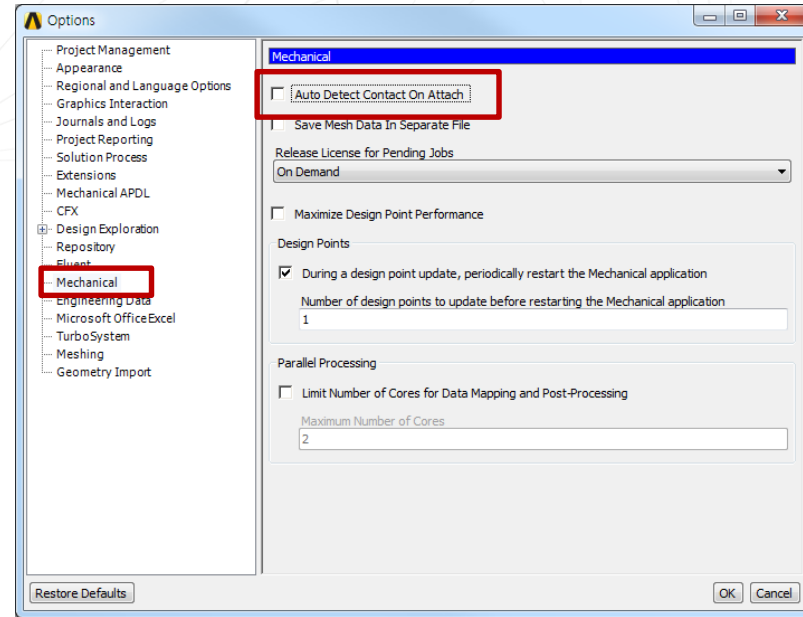 Options
Project Management
Appearance
Regional and Language Options
Graphics Interaction
Journals and Logs
Project Reporting
Solution Process
Extensions
Mechanical APDL
CFX
Design Exploration
Repository
Fluent
Mechanical
Engineering Data
Microsoft Office Excel
TurboSystem
Meshing
Geometry Import
Mechanical
Auto Detect Contact On Attach
Save Mesh Data In Separate File
Release License for Pending Jobs
On Demand
Maximize Design Point Performance
Design Points
During a design point update, periodically restart the Mechanical application
Number of design points to update before restarting the Mechanical application
1
Parallel Processing
Limit Number of Cores for Data Mapping and Post-Processing
Maximum Number of Cores
2
Restore Defaults
OK
Cancel